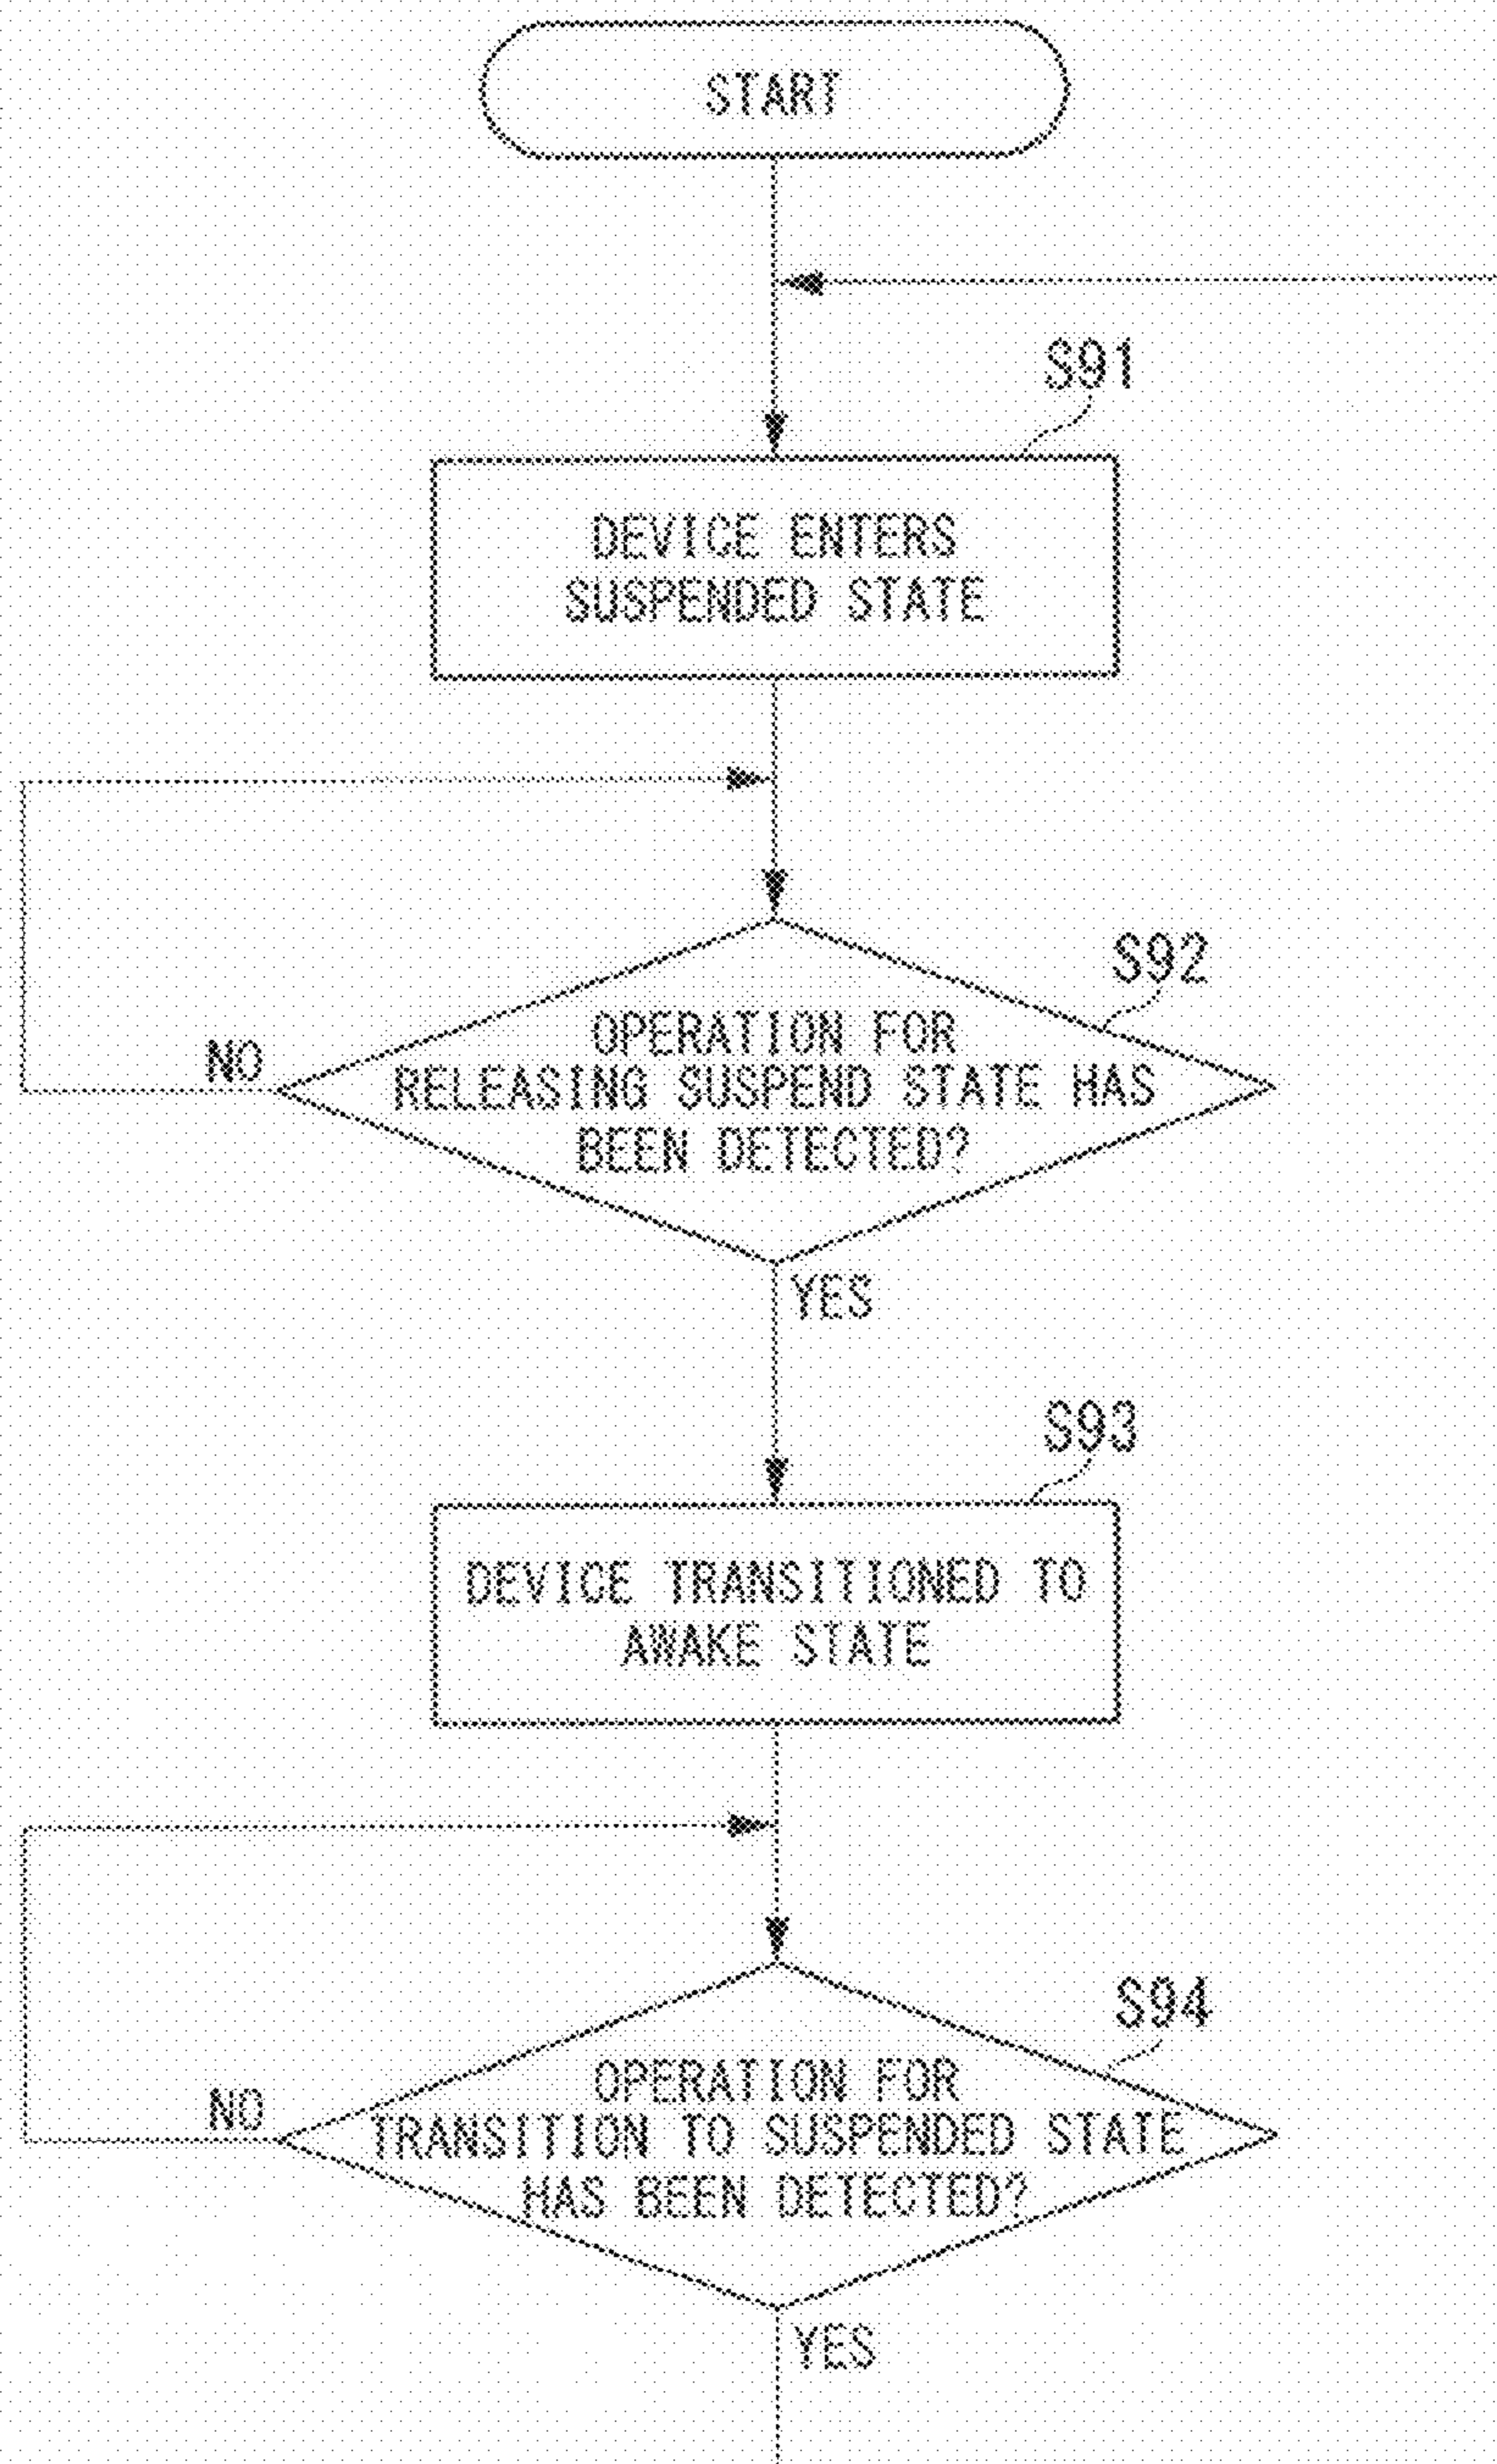 START
S91
DEVICE ENTERS
SUSPENDED STATE
S92
OPERATION FOR
RELEASING SUSPEND STATE HAS
BEEN DETECTED?
NO
YES
S93
DEVICE TRANSITIONED TO
AWAKE STATE
S94
OPERATION FOR
TRANSITION TO SUSPENDED STATE
HAS BEEN DETECTED?
NO
YES